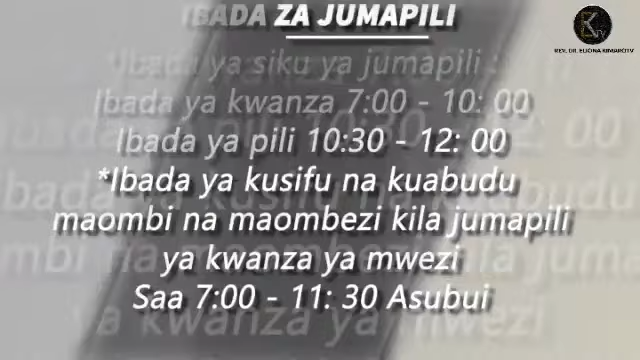 IBADA ZA JUMAPILI
Ibada ya siku ya jumapili :
Ibada ya kwanza 7:00 - 10: 00
Ibada ya pili 10:30 - 12: 00
*Ibada ya kusifu na kuabudu
maombi na maombezi kila jumapili
ya kwanza ya mwezi
Saa 7:00 - 11: 30 Asubui
REV. DR. ELIONA KIMARO TV